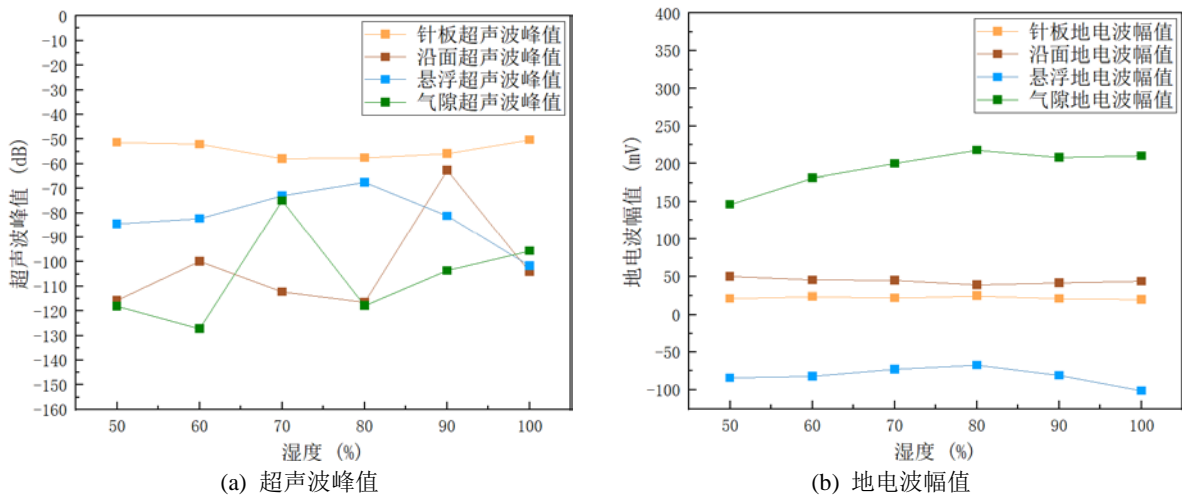 0
-10
-20
-30
-40
-50
-60
-70
-80
-90
-100
-110
-120
-130
-140
-150
-160
超声波峰值 (dB)
针板超声波峰值
沿面超声波峰值
悬浮超声波峰值
气隙超声波峰值
50 60 70 80 90 100
湿度 (%)
(a) 超声波峰值
400
350
300
250
200
150
100
50
0
-50
-100
地电波幅值 (mV)
针板地电波幅值
沿面地电波幅值
悬浮地电波幅值
气隙地电波幅值
50 60 70 80 90 100
湿度 (%)
(b) 地电波幅值